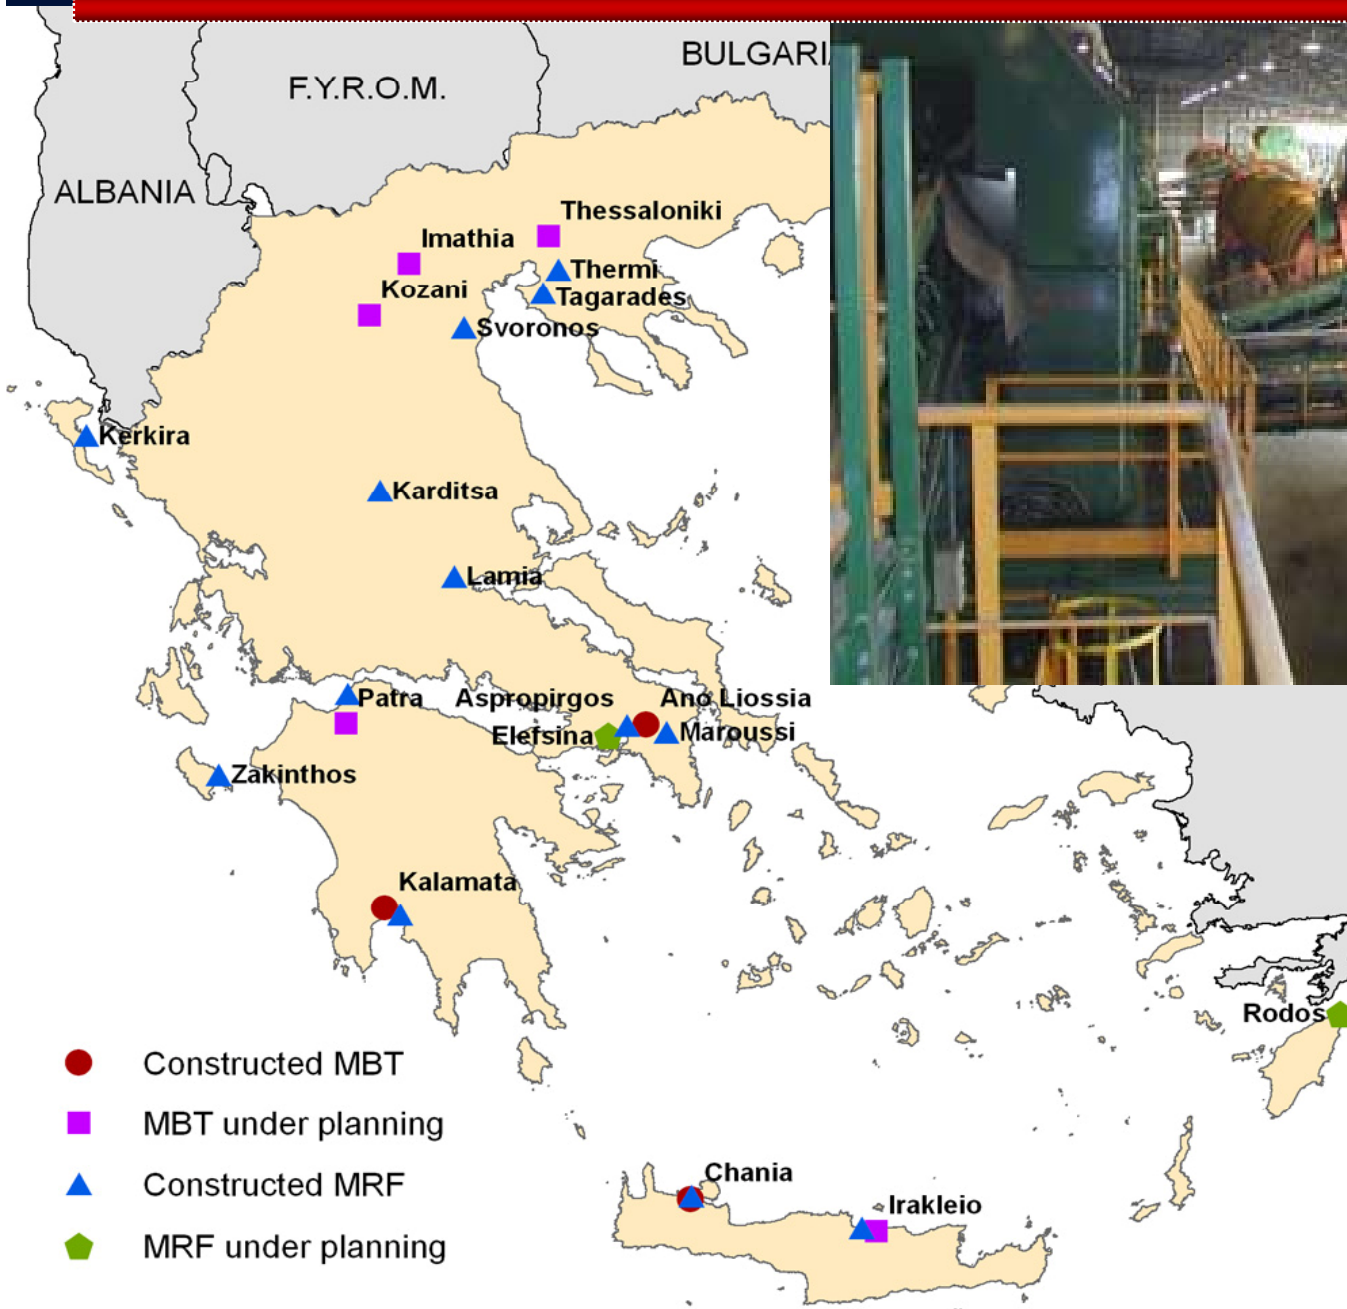 BULGARI
F.Y.R.O.M.
ALBANIA
Thessaloniki
Imathia
Thermi
Kozani
Tagarades
Svoronos
Kerkira
Karditsa
Lamia
Patra
Aspropirgos
Ano Liossia
Elefsina
Maroussi
Zakinthos
Kalamata
Rodos
Constructed MBT
MBT under planning
Constructed MRF
MRF under planning
Chania
Irakleio